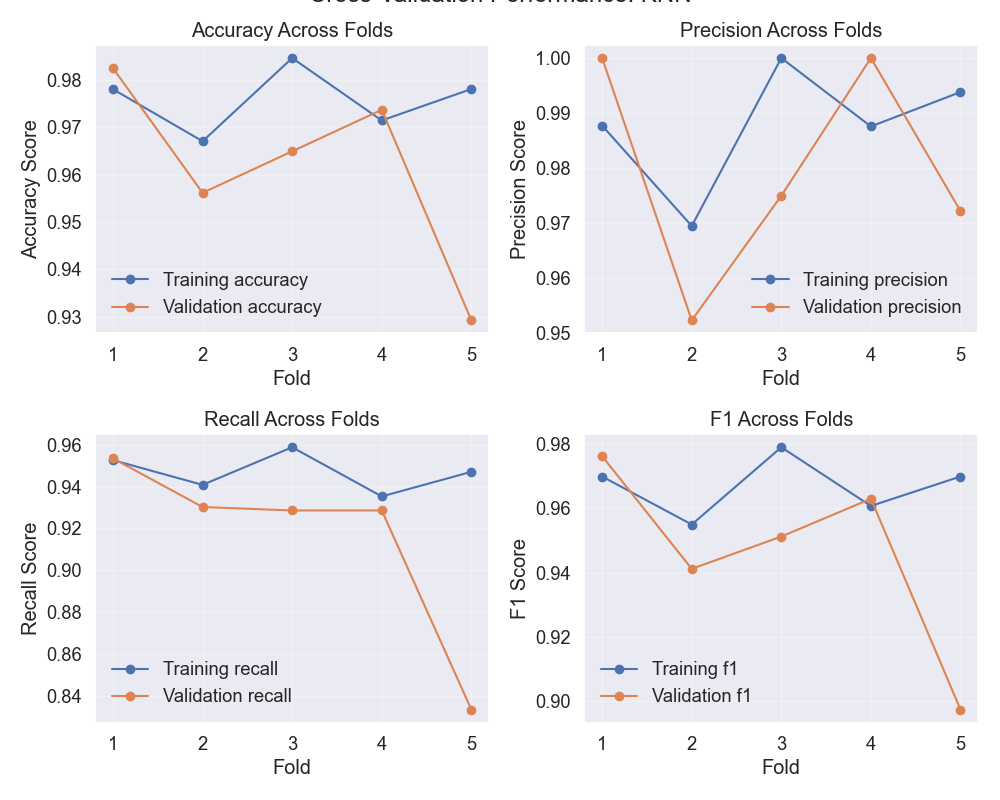 Cross-Validation Performance: KNN
Accuracy Across Folds
Accuracy Score
0.98
0.97
0.96
0.95
0.94
0.93
Training accuracy
Validation accuracy
1 2 3 4 5
Fold
Precision Across Folds
Precision Score
1.00
0.99
0.98
0.97
0.96
0.95
Training precision
Validation precision
1 2 3 4 5
Fold
Recall Across Folds
Recall Score
0.96
0.94
0.92
0.90
0.88
0.86
0.84
Training recall
Validation recall
1 2 3 4 5
Fold
F1 Across Folds
F1 Score
0.98
0.96
0.94
0.92
0.90
Training f1
Validation f1
1 2 3 4 5
Fold